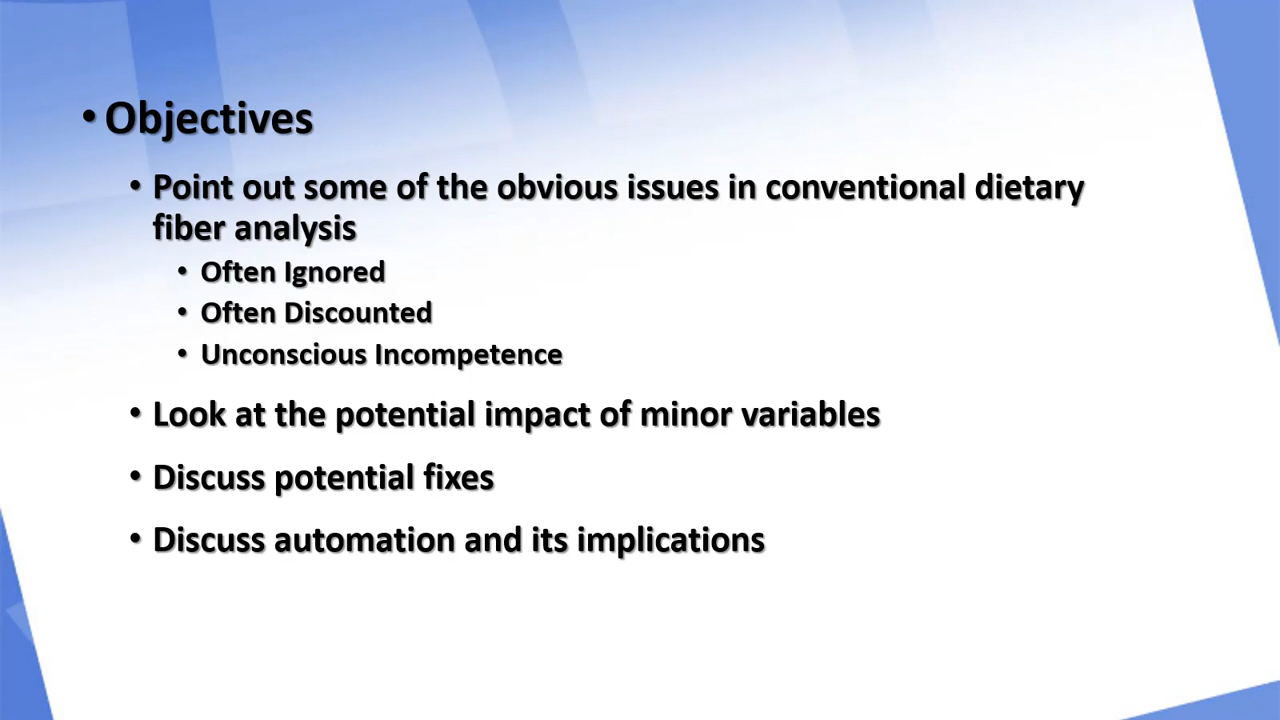 • Objectives
• Point out some of the obvious issues in conventional dietary
fiber analysis
• Often Ignored
• Often Discounted
• Unconscious Incompetence
• Look at the potential impact of minor variables
• Discuss potential fixes
• Discuss automation and its implications